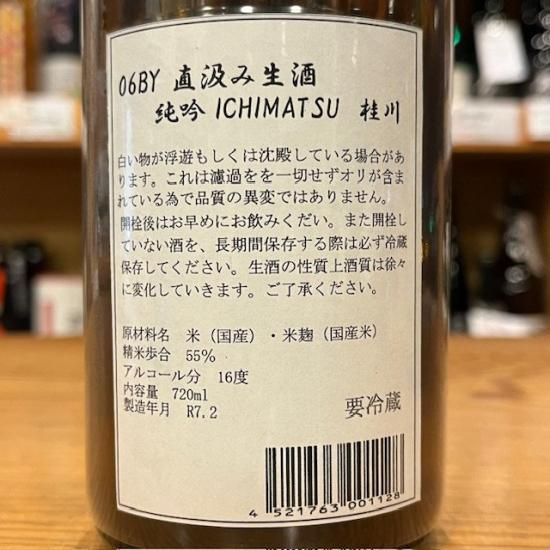 06BY 直汲み生酒
純吟 ICHIMATSU 桂川
白い物が浮遊もしくは沈殿している場合があ
ります。これは濾過をを一切せずオリが含ま
れている為で品質の異変ではありません。
開栓後はお早めにお飲みくだい。また開栓し
ていない酒を、長期間保存する際は必ず冷蔵
保存してください。生酒の性質上酒質は徐々
に変化していきます。ご了承ください。
原材料名 米（国産）・米麹（国産米）
精米歩合 55%
アルコール分 16度
内容量 720ml
製造年月 R7.2
要冷蔵
4 521763 001128